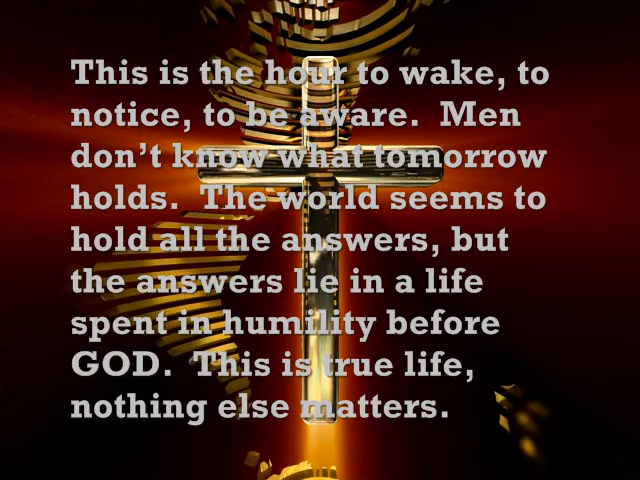 This is the hour to wake, to
notice, to be aware.  Men
don’t know what tomorrow
holds.  The world seems to
hold all the answers, but
the answers lie in a life
spent in humility before
GOD.  This is true life,
nothing else matters.